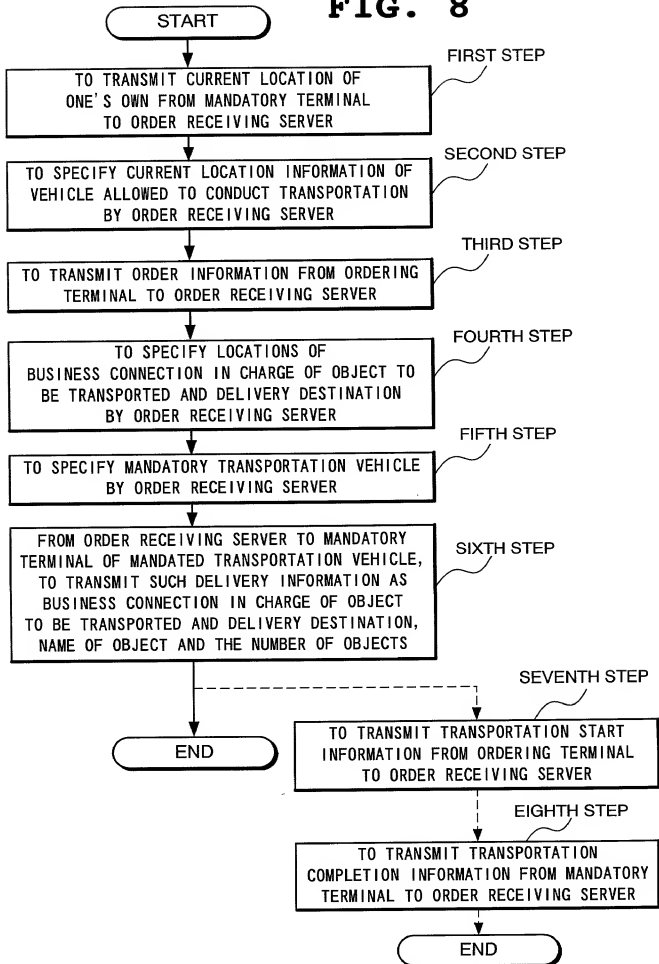 FIG. 8
START
FIRST STEP
TO TRANSMIT CURRENT LOCATION OF
ONE'S OWN FROM MANDATORY TERMINAL
TO ORDER RECEIVING SERVER
SECOND STEP
TO SPECIFY CURRENT LOCATION INFORMATION OF
VEHICLE ALLOWED TO CONDUCT TRANSPORTATION
BY ORDER RECEIVING SERVER
THIRD STEP
TO TRANSMIT ORDER INFORMATION FROM ORDERING
TERMINAL TO ORDER RECEIVING SERVER
FOURTH STEP
TO SPECIFY LOCATIONS OF
BUSINESS CONNECTION IN CHARGE OF OBJECT TO
BE TRANSPORTED AND DELIVERY DESTINATION
BY ORDER RECEIVING SERVER
FIFTH STEP
TO SPECIFY MANDATORY TRANSPORTATION VEHICLE
BY ORDER RECEIVING SERVER
SIXTH STEP
FROM ORDER RECEIVING SERVER TO MANDATORY
TERMINAL OF MANDATED TRANSPORTATION VEHICLE,
TO TRANSMIT SUCH DELIVERY INFORMATION AS
BUSINESS CONNECTION IN CHARGE OF OBJECT
TO BE TRANSPORTED AND DELIVERY DESTINATION,
NAME OF OBJECT AND THE NUMBER OF OBJECTS
END
SEVENTH STEP
TO TRANSMIT TRANSPORTATION START
INFORMATION FROM ORDERING TERMINAL
TO ORDER RECEIVING SERVER
EIGHTH STEP
TO TRANSMIT TRANSPORTATION
COMPLETION INFORMATION FROM MANDATORY
TERMINAL TO ORDER RECEIVING SERVER
END